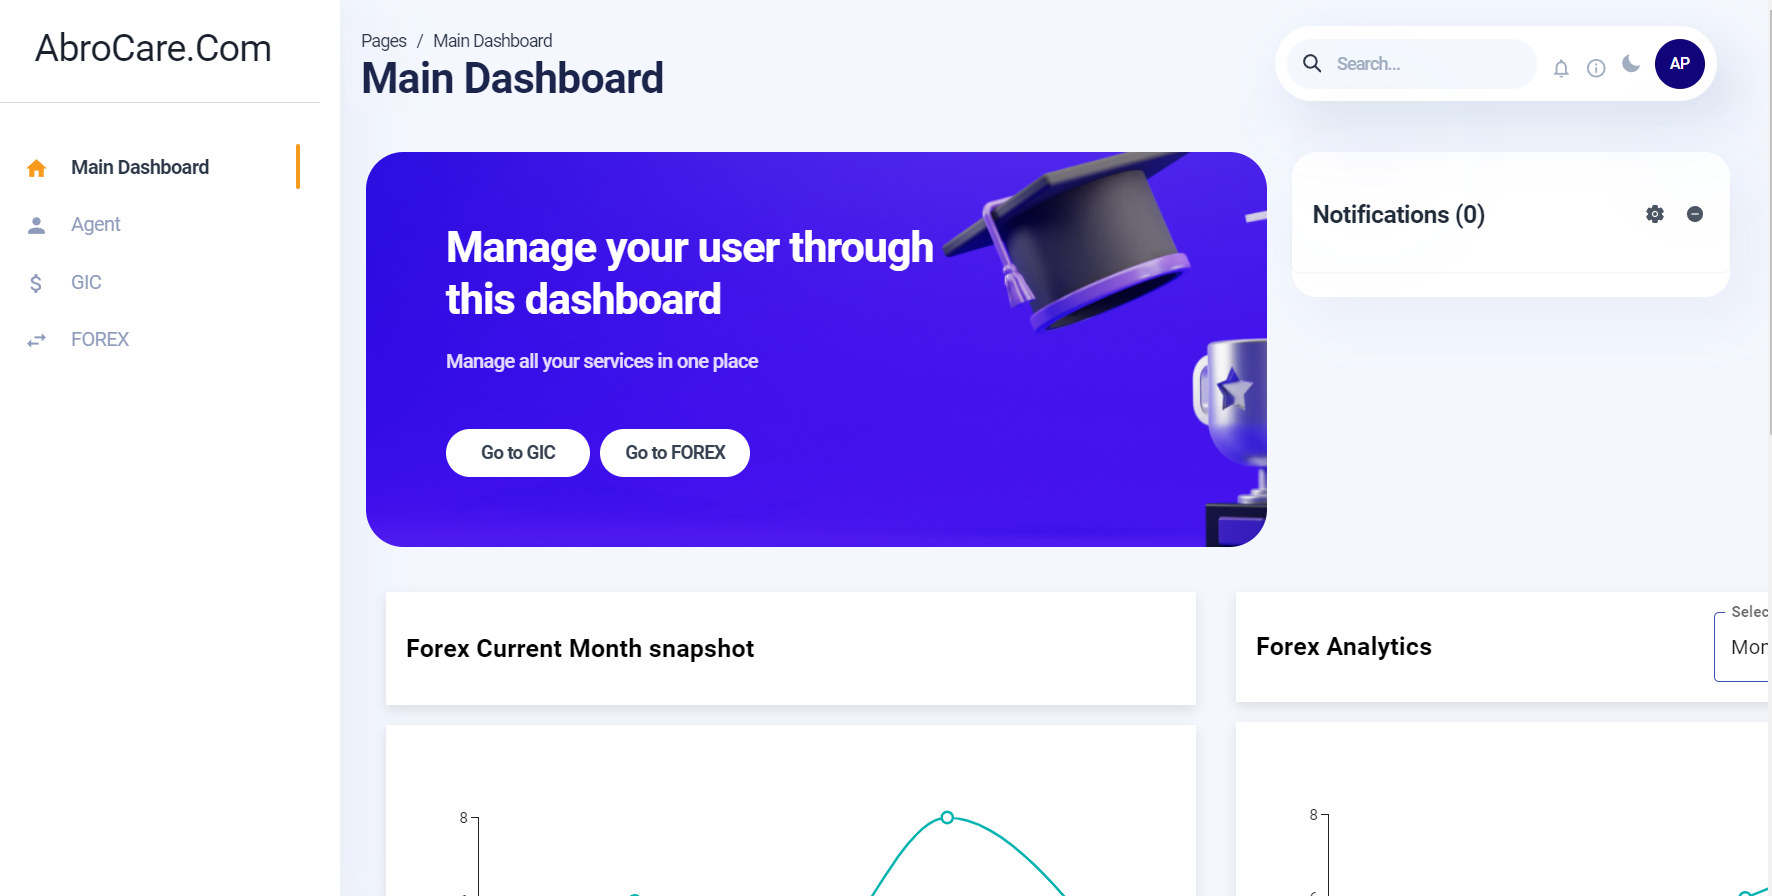 AbroCare.Com
Main Dashboard
Agent
GIC
FOREX
Pages / Main Dashboard
Main Dashboard
Search...
AP
Manage your user through
this dashboard
Manage all your services in one place
Go to GIC
Go to FOREX
Notifications (0)
Forex Current Month snapshot
8
Forex Analytics
Selec
Mon
8